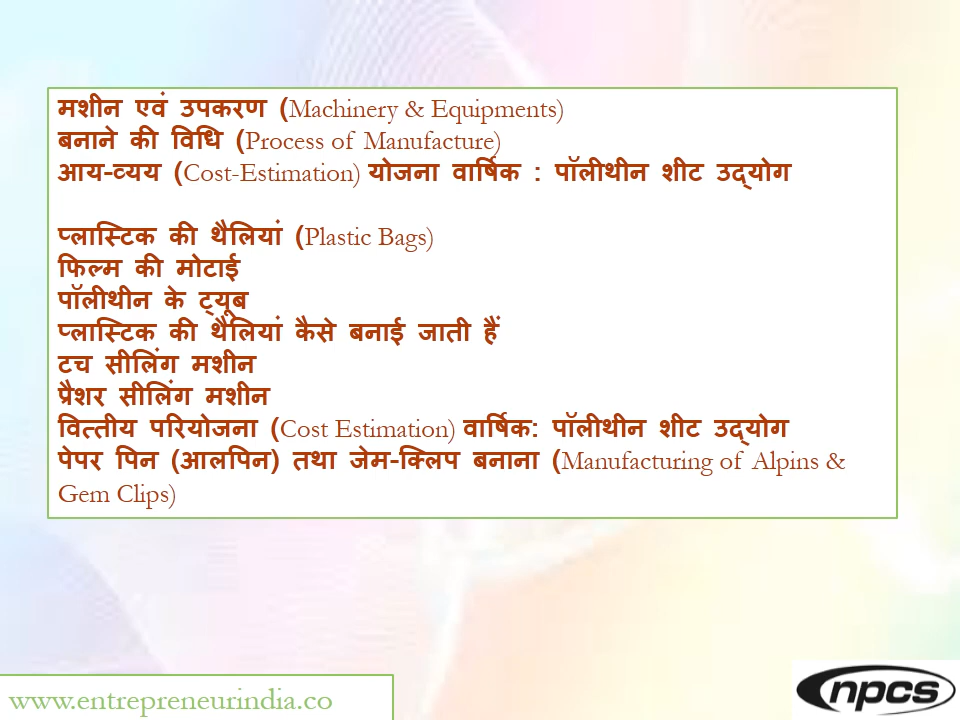 मशीन एवं उपकरण (Machinery & Equipments)
बनाने की विधि (Process of Manufacture)
आय-व्यय (Cost-Estimation) योजना वार्षिक : पॉलीथीन शीट उद्योग
प्लास्टिक की थैलियां (Plastic Bags)
फिल्म की मोटाई
पॉलीथीन के ट्यूब
प्लास्टिक की थैलियां कैसे बनाई जाती हैं
टच सीलिंग मशीन
प्रैशर सीलिंग मशीन
वित्तीय परियोजना (Cost Estimation) वार्षिक: पॉलीथीन शीट उद्योग
पेपर पिन (आलपिन) तथा जेम-क्लिप बनाना (Manufacturing of Alpins &
Gem Clips)
www.entrepreneurindia.co
npcs